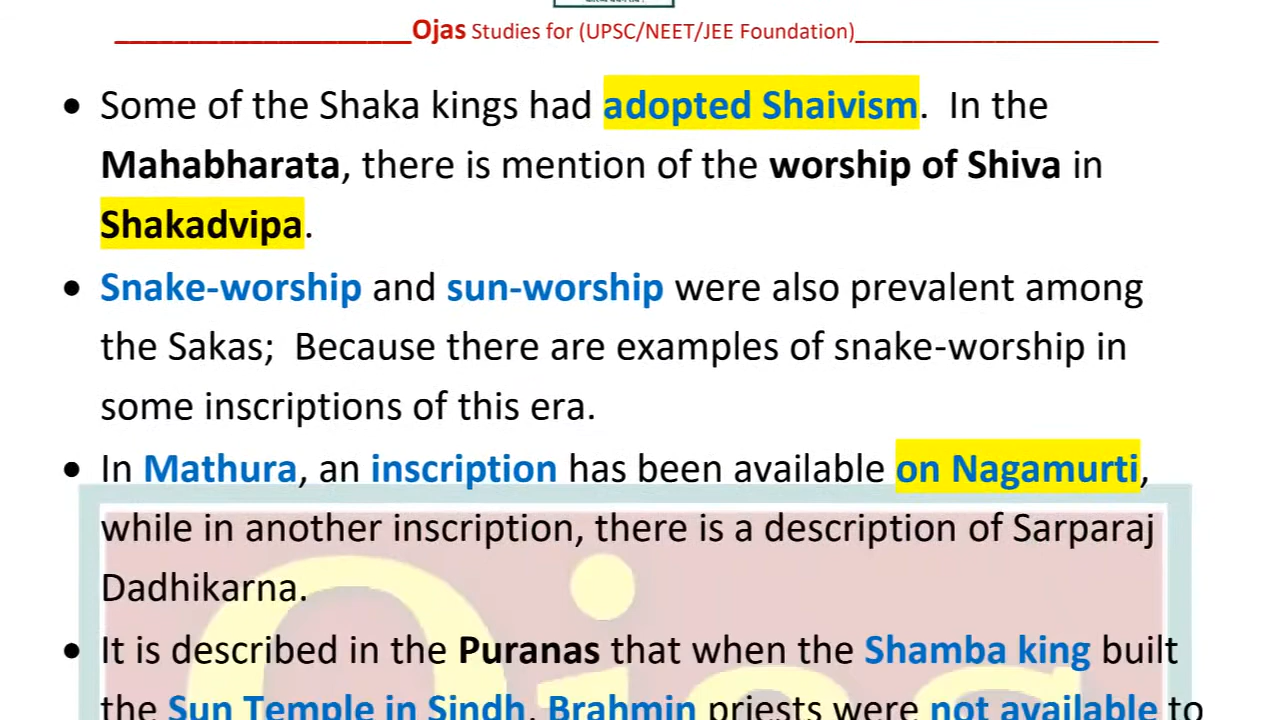 Ojas Studies for (UPSC/NEET/JEE Foundation)
• Some of the Shaka kings had adopted Shaivism. In the
Mahabharata, there is mention of the worship of Shiva in
Shakadvipa.
• Snake-worship and sun-worship were also prevalent among
the Sakas; Because there are examples of snake-worship in
some inscriptions of this era.
• In Mathura, an inscription has been available on Nagamurti,
while in another inscription, there is a description of Sarparaj
Dadhikarna.
• It is described in the Puranas that when the Shamba king built
the Sun Temple in Sindh, Brahmin priests were not available to
Ojas